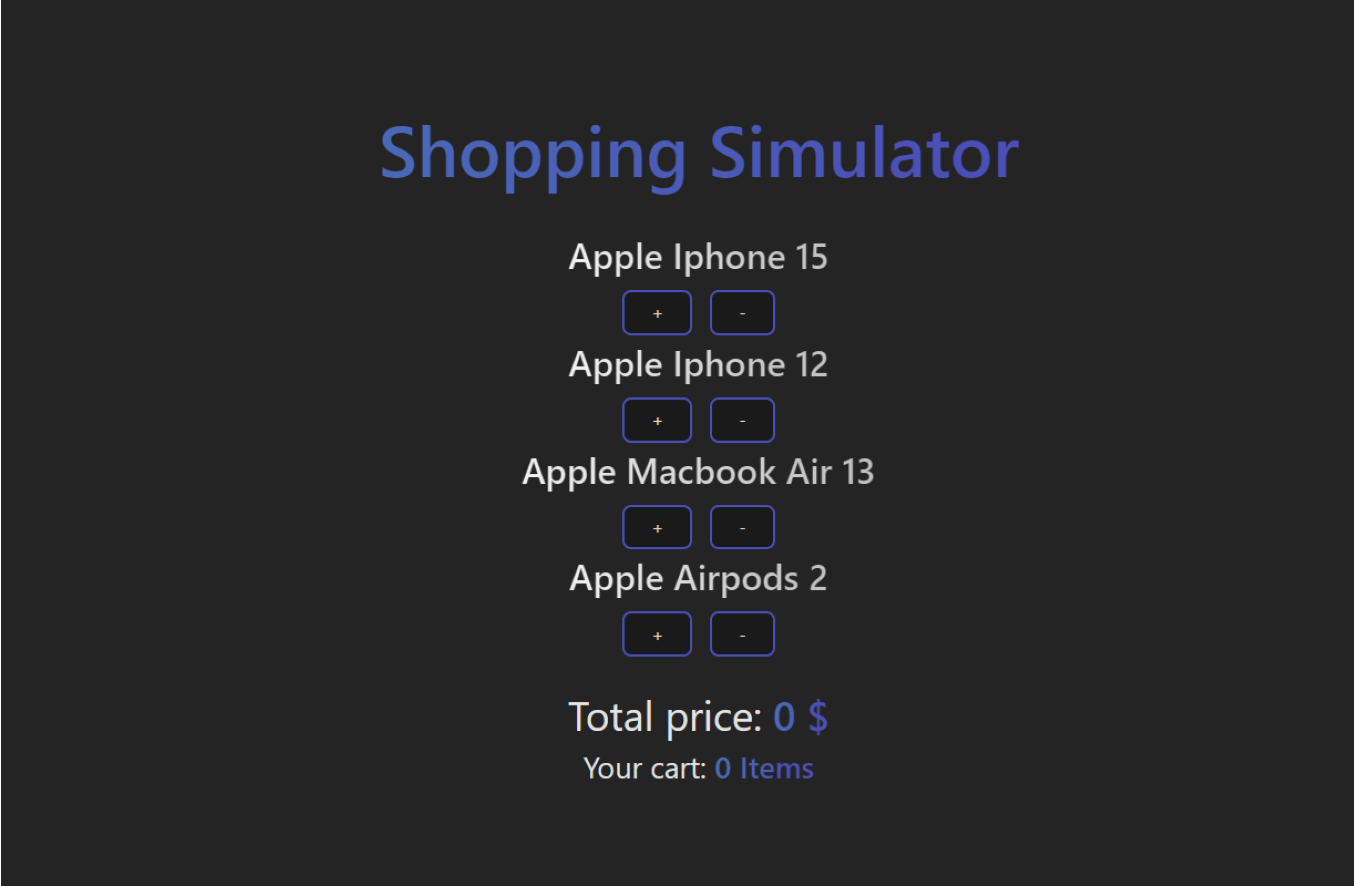 Shopping Simulator
Apple Iphone 15
+ -
Apple Iphone 12
+ -
Apple Macbook Air 13
+ -
Apple Airpods 2
+ -
Total price: 0 $
Your cart: 0 Items